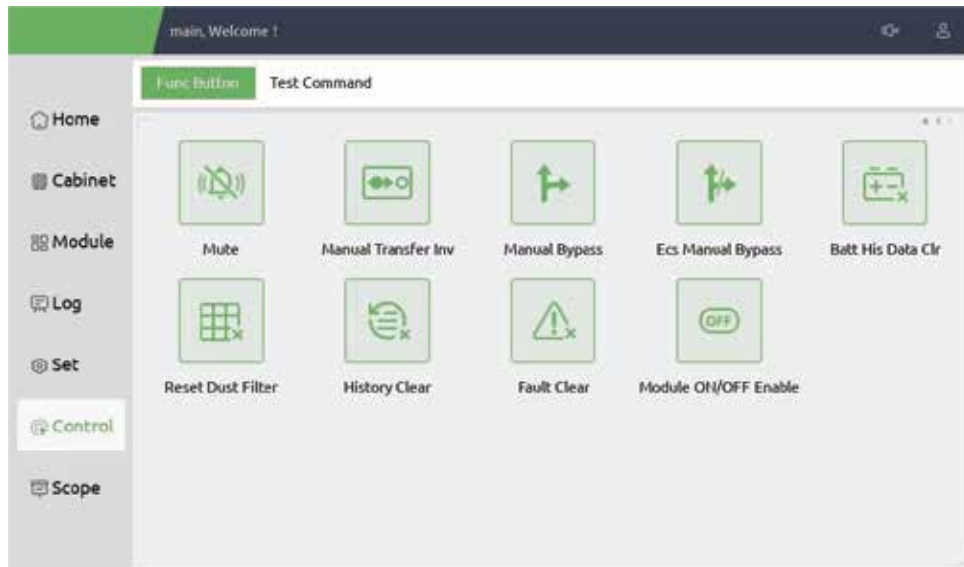 main, Welcome !
Func Button
Test Command
Home
Cabinet
Module
Log
Set
Control
Scope
Mute
Manual Transfer Inv
Manual Bypass
Ecs Manual Bypass
Batt His Data Clr
Reset Dust Filter
History Clear
Fault Clear
OFF
Module ON/OFF Enable